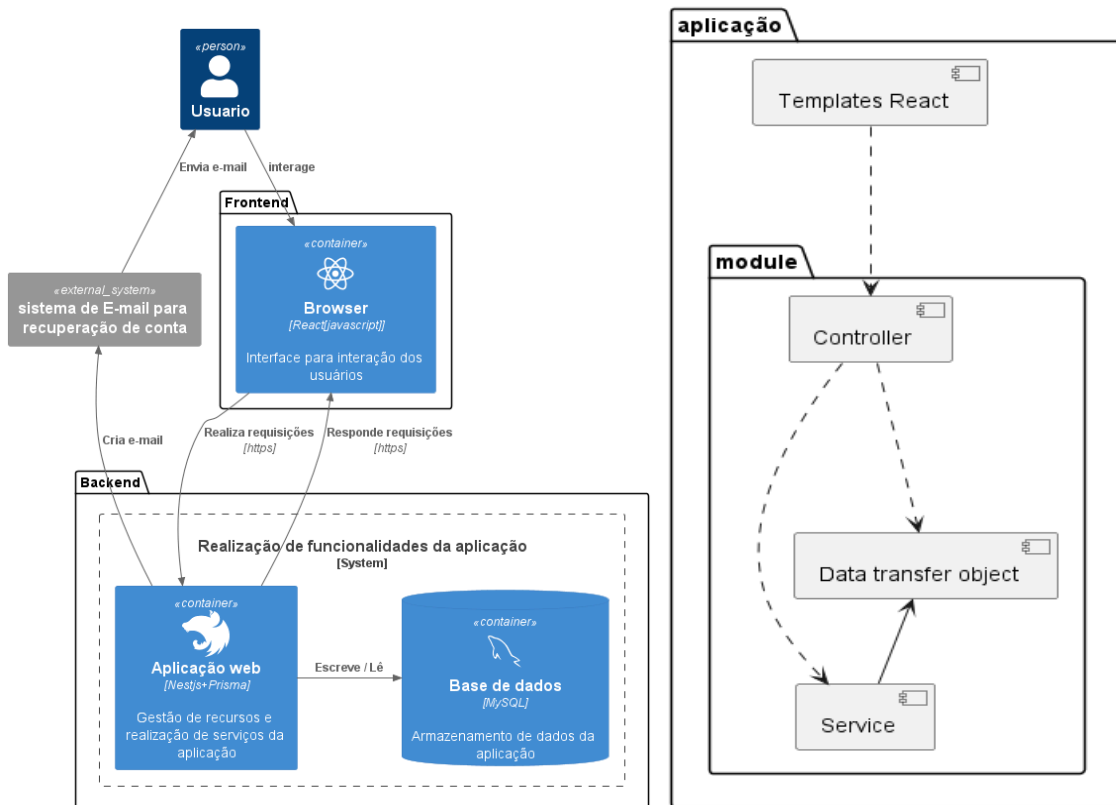 «person»
Usuario
Envia e-mail
interage
Frontend
«container»
Browser
[React[javascript]]
Interface para interação dos
usuários
«external_system»
sistema de E-mail para
recuperação de conta
Cria e-mail
Realiza requisições
[https]
Responde requisições
[https]
Backend
Realização de funcionalidades da aplicação
[System]
«container»
Aplicação web
[Nestjs+Prisma]
Gestão de recursos e
realização de serviços da
aplicação
Escreve / Lê
«container»
Base de dados
[MySQL]
Armazenamento de dados da
aplicação
aplicação
Templates React
module
Controller
Data transfer object
Service